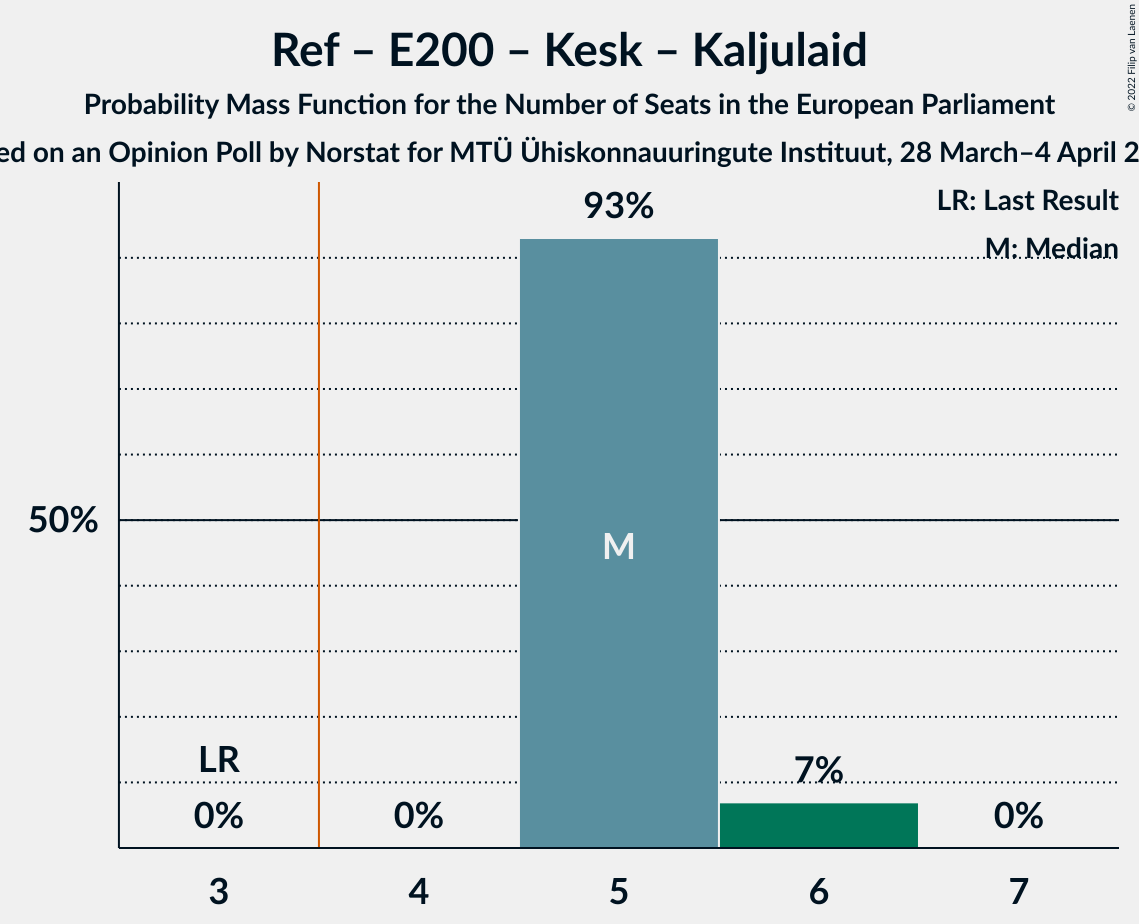 Ref – E200 – Kesk – Kaljulaid
Probability Mass Function for the Number of Seats in the European Parliament
on an Opinion Poll by Norstat for MTÜ Ühiskonnauuringute Instituut, 28 March–4 April
© 2022 Filip van Laenen
LR: Last Result
M: Median
93%
50%
M
LR
7%
0%
0%
0%
3
4
5
6
7